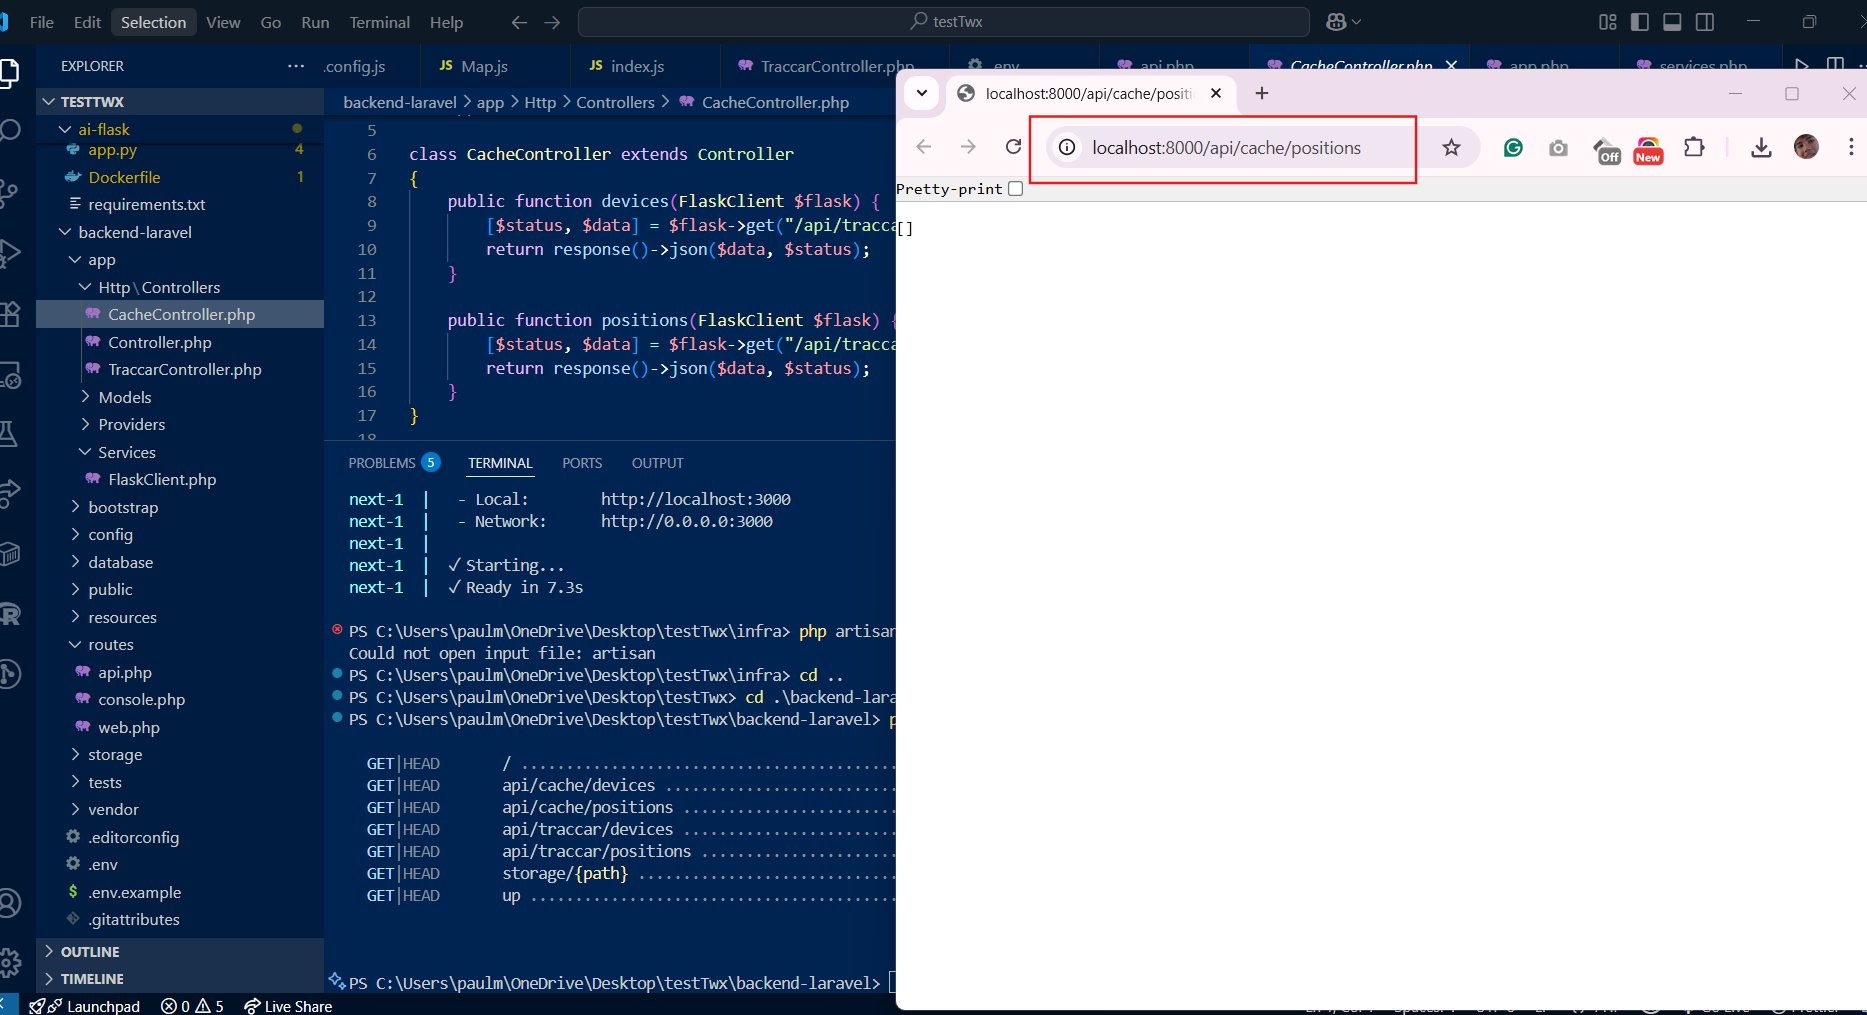 File Edit Selection View Go Run Terminal Help
testTwx
EXPLORER
.config.js
JS Map.js
JS index.js
TraccarController.php
.env
api.php
CacheController.php
app.php
services.php
TESTTWX
ai-flask
app.py 4
Dockerfile 1
requirements.txt
backend-laravel
app
Http\Controllers
CacheController.php
Controller.php
TraccarController.php
Models
Providers
Services
FlaskClient.php
bootstrap
config
database
public
resources
routes
api.php
console.php
web.php
storage
tests
vendor
.editorconfig
.env
$ .env.example
.gitattributes
OUTLINE
TIMELINE
backend-laravel > app > Http > Controllers > CacheController.php
5
6 class CacheController extends Controller
7 {
8 public function devices(FlaskClient $flask) {
9 [$status, $data] = $flask->get("/api/tracca
10 return response()->json($data, $status);
11 }
12
13 public function positions(FlaskClient $flask) {
14 [$status, $data] = $flask->get("/api/tracca
15 return response()->json($data, $status);
16 }
17 }
18
PROBLEMS 5 TERMINAL PORTS OUTPUT
next-1 | - Local: http://localhost:3000
next-1 | - Network: http://0.0.0.0:3000
next-1 |
next-1 | ✓ Starting...
next-1 | ✓ Ready in 7.3s
PS C:\Users\paulm\OneDrive\Desktop\testTwx\infra> php artisan
Could not open input file: artisan
PS C:\Users\paulm\OneDrive\Desktop\testTwx\infra> cd ..
PS C:\Users\paulm\OneDrive\Desktop\testTwx> cd .\backend-lara
PS C:\Users\paulm\OneDrive\Desktop\testTwx\backend-laravel> p
GET|HEAD / ..........................................
GET|HEAD api/cache/devices ..........................
GET|HEAD api/cache/positions ........................
GET|HEAD api/traccar/devices ........................
GET|HEAD api/traccar/positions ......................
GET|HEAD storage/{path} .............................
GET|HEAD up .........................................
PS C:\Users\paulm\OneDrive\Desktop\testTwx\backend-laravel>
Launchpad 0 5 Live Share
localhost:8000/api/cache/positi
localhost:8000/api/cache/positions
Off
New
Pretty-print
[]